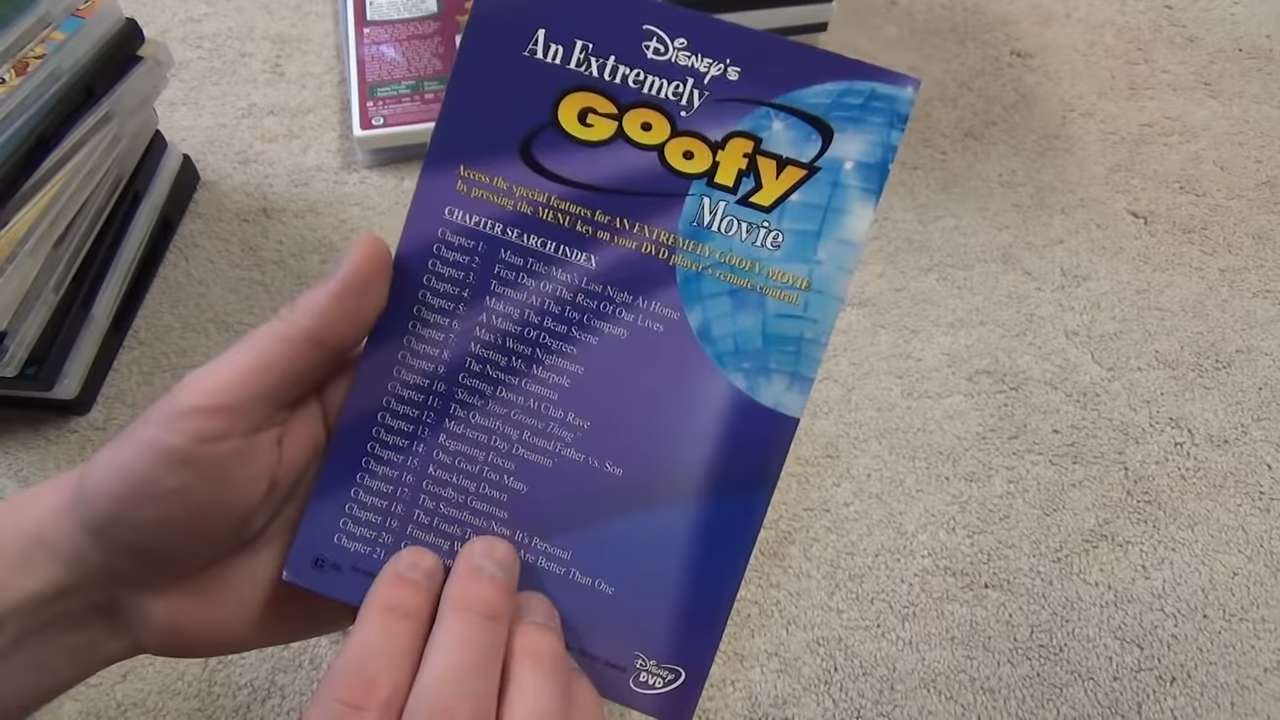 Disney's
An Extremely
Goofy
Movie
Access the special features for AN EXTREMELY GOOFY MOVIE
by pressing the MENU key on your DVD player's remote control.
CHAPTER SEARCH INDEX
Chapter 1: Main Title Max's Last Night At Home
Chapter 2: First Day Of The Rest Of Our Lives
Chapter 3: Turmoil At The Toy Company
Chapter 4: Making The Bean Scene
Chapter 5: A Matter Of Degrees
Chapter 6: Max's Worst Nightmare
Chapter 7: Meeting Ms. Marpole
Chapter 8: The Newest Gamma
Chapter 9: Getting Down At Club Rave
Chapter 10: "Shake Your Groove Thing"
Chapter 11: The Qualifying Round/Father vs. Son
Chapter 12: Mid-term Day Dreamin'
Chapter 13: Regaining Focus
Chapter 14: One Goof Too Many
Chapter 15: Knuckling Down
Chapter 16: Goodbye Gammas
Chapter 17: The Semifinals Now It's Personal
Chapter 18: The Finals Are Better Than One
Chapter 19: Finishing
Chapter 20:
Chapter 21:
Disney
DVD